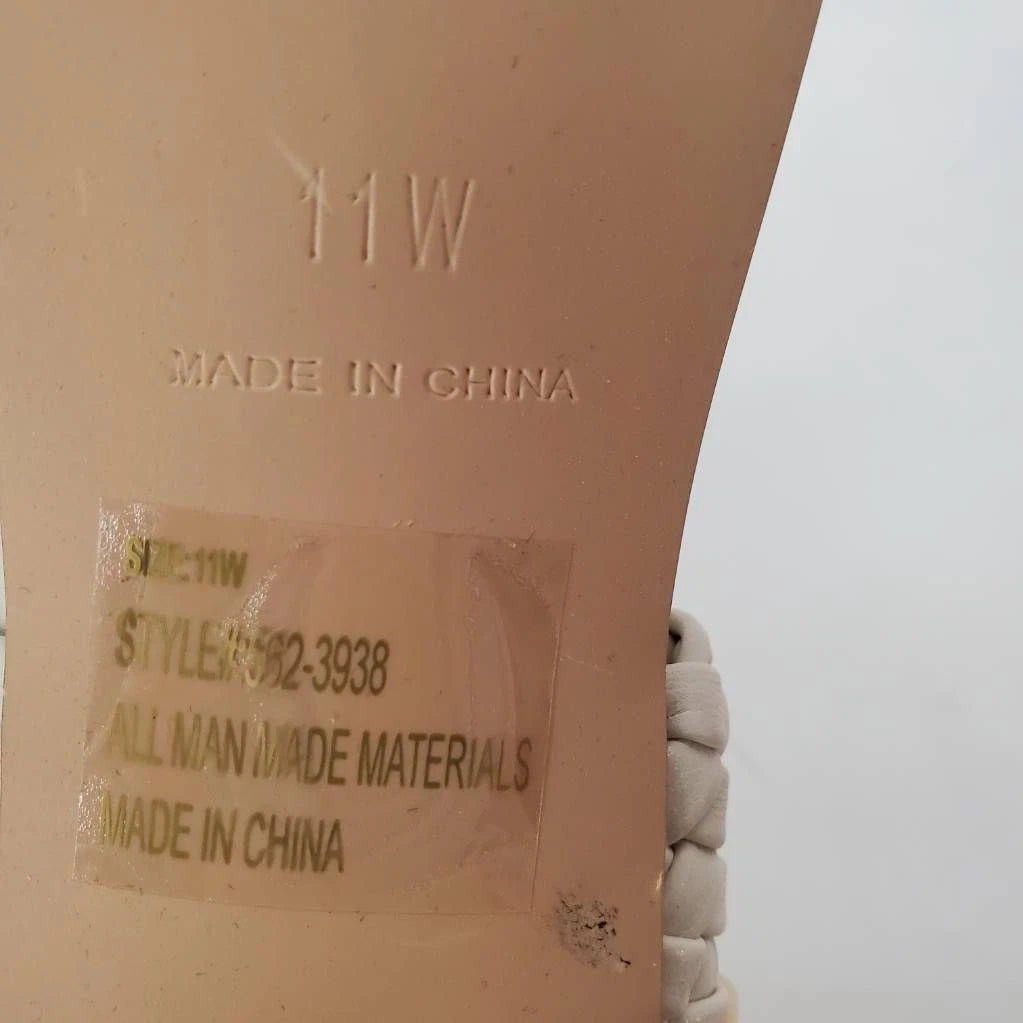 11W
MADE IN CHINA
SIZE:11W
STYLE#:562-3938
ALL MAN MADE MATERIALS
MADE IN CHINA